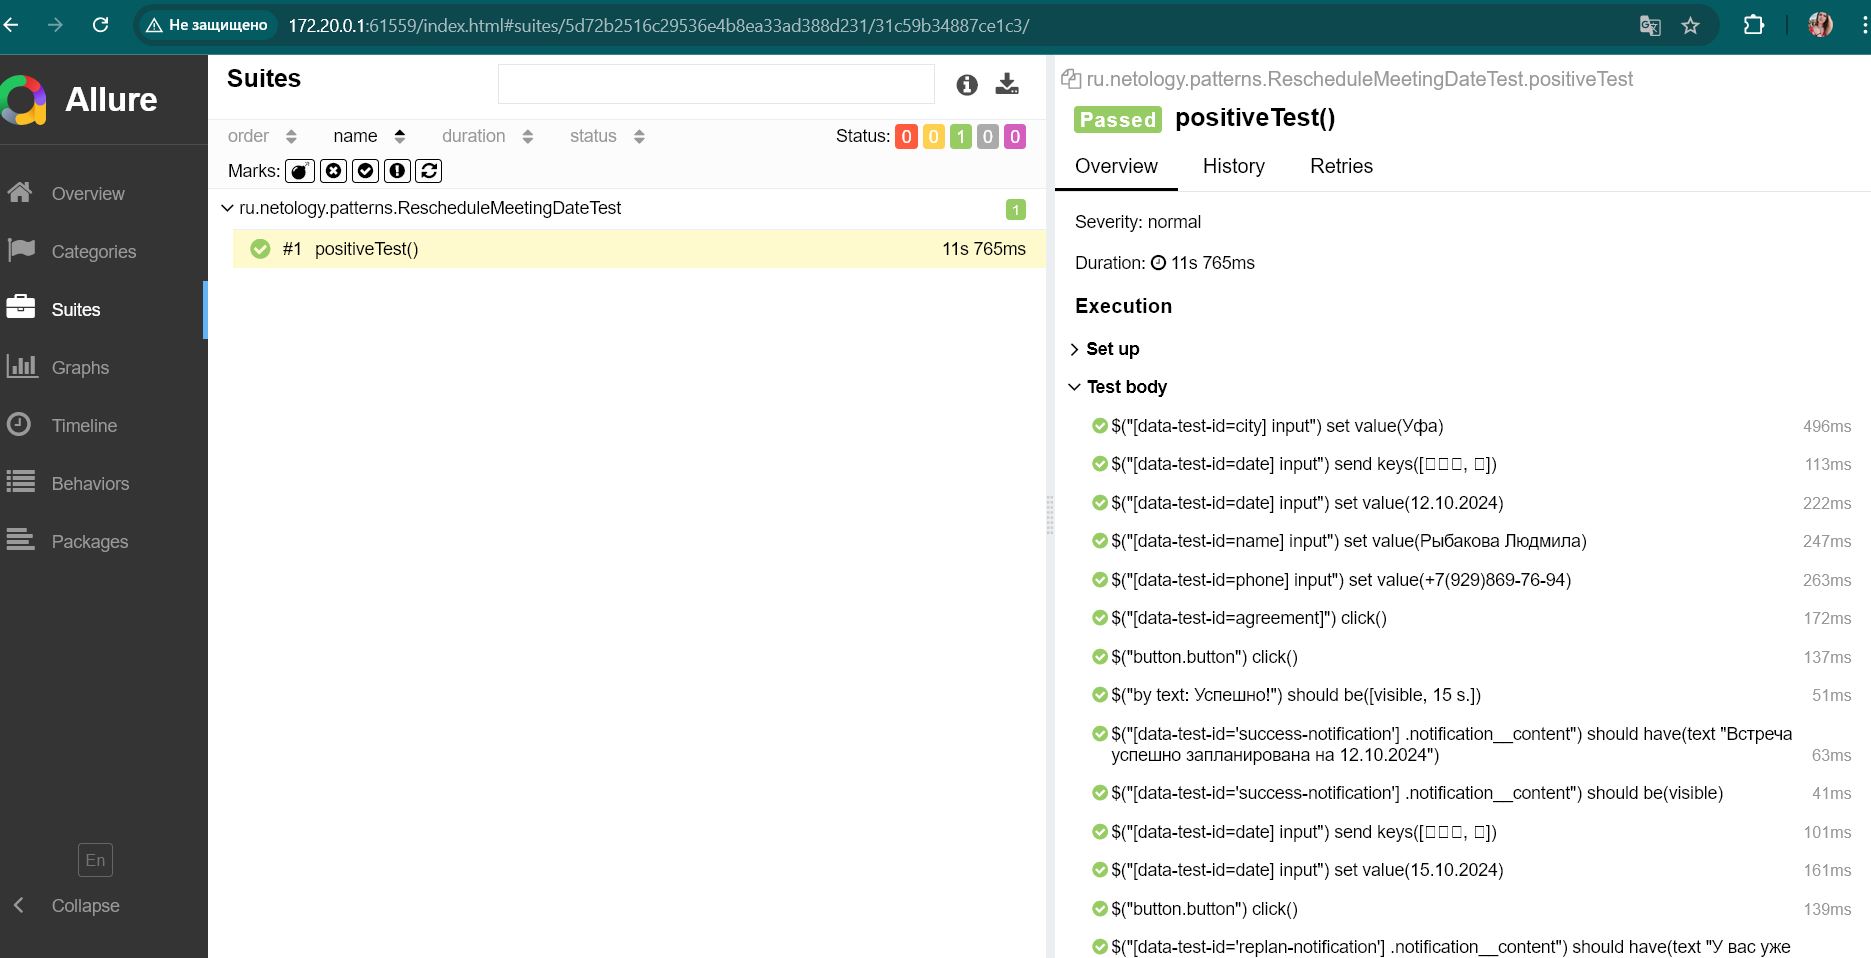 Не защищено
172.20.0.1:61559/index.html#suites/5d72b2516c29536e4b8ea33ad388d231/31c59b34887ce1c3/
Allure
Overview
Categories
Suites
Graphs
Timeline
Behaviors
Packages
En
Collapse
Suites
order name duration status Status: 0 0 1 0 0
Marks:
ru.netology.patterns.RescheduleMeetingDateTest 1
#1 positiveTest() 11s 765ms
ru.netology.patterns.RescheduleMeetingDateTest.positiveTest
Passed positiveTest()
Overview History Retries
Severity: normal
Duration: 11s 765ms
Execution
Set up
Test body
$("[data-test-id=city] input") set value(Уфа) 496ms
$("[data-test-id=date] input") send keys([□□□, □]) 113ms
$("[data-test-id=date] input") set value(12.10.2024) 222ms
$("[data-test-id=name] input") set value(Рыбакова Людмила) 247ms
$("[data-test-id=phone] input") set value(+7(929)869-76-94) 263ms
$("[data-test-id=agreement]") click() 172ms
$("button.button") click() 137ms
$("by text: Успешно!") should be([visible, 15 s.]) 51ms
$("[data-test-id='success-notification'] .notification__content") should have(text "Встреча
успешно запланирована на 12.10.2024") 63ms
$("[data-test-id='success-notification'] .notification__content") should be(visible) 41ms
$("[data-test-id=date] input") send keys([□□□, □]) 101ms
$("[data-test-id=date] input") set value(15.10.2024) 161ms
$("button.button") click() 139ms
$("[data-test-id='replan-notification'] .notification__content") should have(text "У вас уже